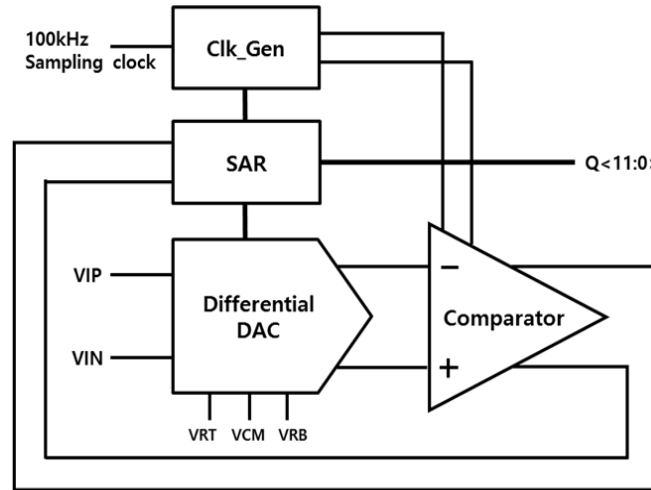 100kHz
Sampling clock
Clk_Gen
SAR
Q<11:0:
VIP
VIN
Differential
DAC
−
+
Comparator
VRT VCM VRB